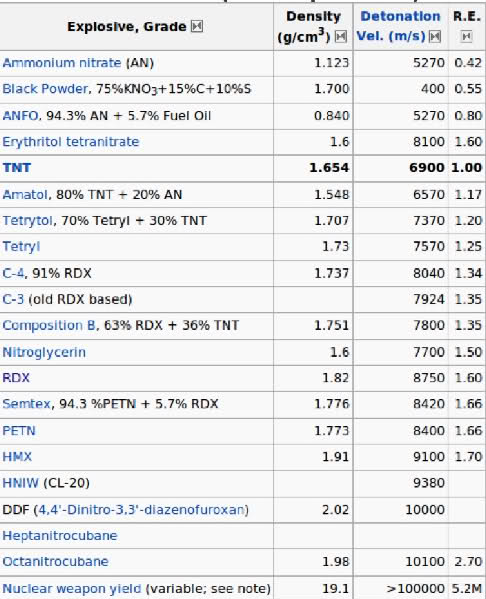 Explosive, Grade Density (g/cm3) Detonation Vel. (m/s) R.E.
Ammonium nitrate (AN) 1.123 5270 0.42
Black Powder, 75%KNO3+15%C+10%S 1.700 400 0.55
ANFO, 94.3% AN + 5.7% Fuel Oil 0.840 5270 0.80
Erythritol tetranitrate 1.6 8100 1.60
TNT 1.654 6900 1.00
Amatol, 80% TNT + 20% AN 1.548 6570 1.17
Tetrytol, 70% Tetryl + 30% TNT 1.707 7370 1.20
Tetryl 1.73 7570 1.25
C-4, 91% RDX 1.737 8040 1.34
C-3 (old RDX based) 7924 1.35
Composition B, 63% RDX + 36% TNT 1.751 7800 1.35
Nitroglycerin 1.6 7700 1.50
RDX 1.82 8750 1.60
Semtex, 94.3 %PETN + 5.7% RDX 1.776 8420 1.66
PETN 1.773 8400 1.66
HMX 1.91 9100 1.70
HNIW (CL-20) 9380
DDF (4,4'-Dinitro-3,3'-diazenofuroxan) 2.02 10000
Heptanitrocubane
Octanitrocubane 1.98 10100 2.70
Nuclear weapon yield (variable; see note) 19.1 >100000 5.2M